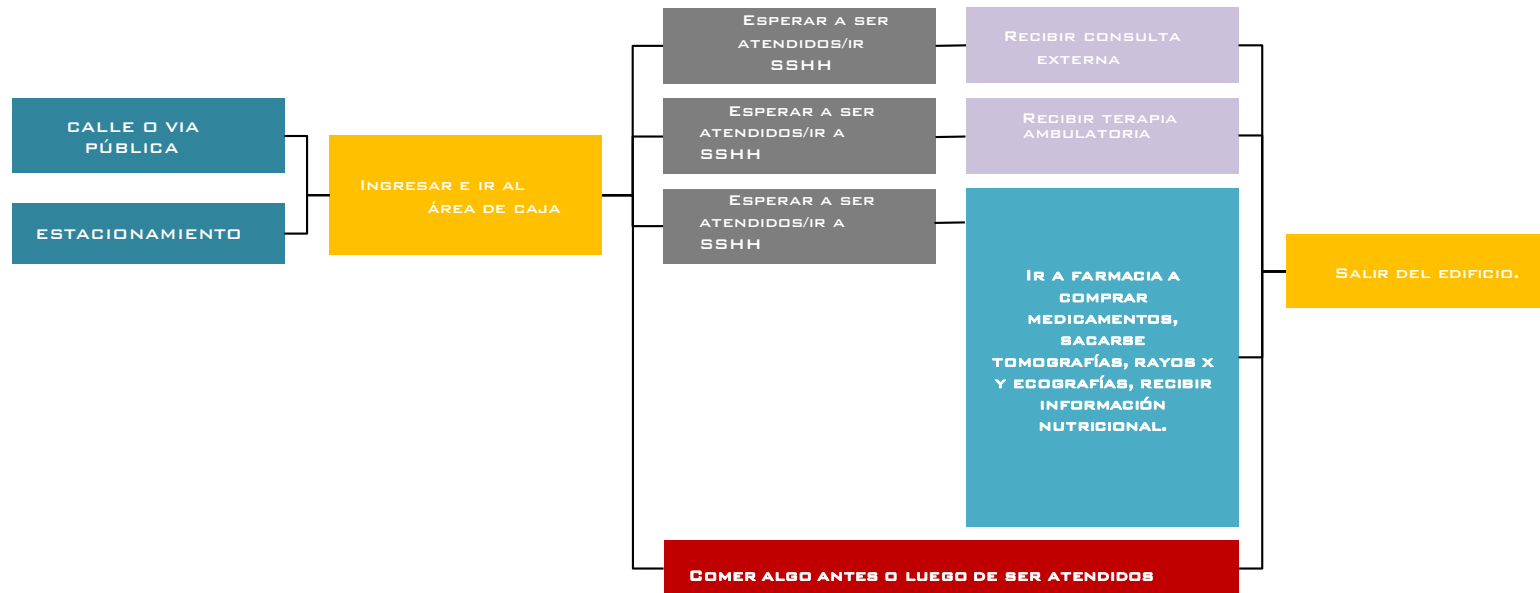 CALLE O VIA
PÚBLICA
ESTACIONAMIENTO
INGRESAR E IR AL
ÁREA DE CAJA
ESPERAR A SER
ATENDIDOS/IR
SSHH
ESPERAR A SER
ATENDIDOS/IR A
SSHH
ESPERAR A SER
ATENDIDOS/IR A
SSHH
RECIBIR CONSULTA
EXTERNA
RECIBIR TERAPIA
AMBULATORIA
IR A FARMACIA A
COMPRAR
MEDICAMENTOS,
SACARSE
TOMOGRAFÍAS, RAYOS X
Y ECOGRAFÍAS, RECIBIR
INFORMACIÓN
NUTRICIONAL.
COMER ALGO ANTES O LUEGO DE SER ATENDIDOS
SALIR DEL EDIFICIO.